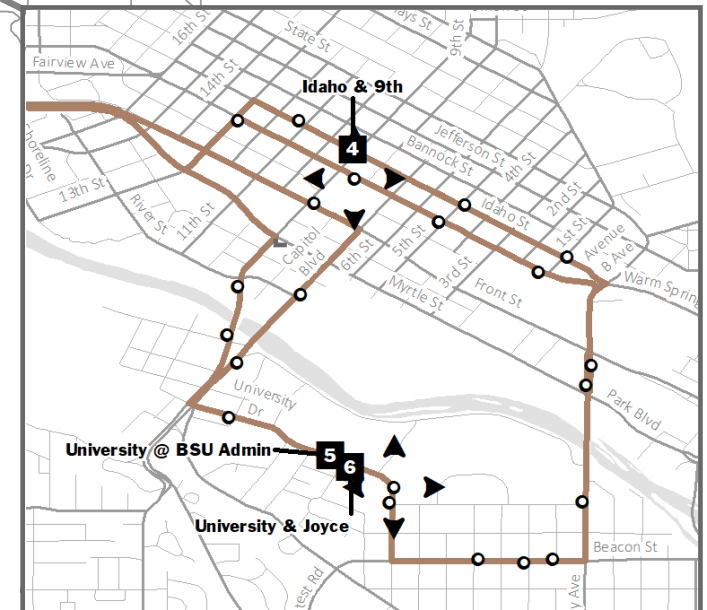 16th St
State St
9th St
Fairview Ave
14th St
Idaho & 9th
4
Jefferson St
Bannock St
4th St
Shoreline
Dr
13th St
River St
11th St
2nd St
Idaho St
1st St
Avenue
B Ave
Capitol
Blvd
6th St
5th St
3rd St
Myrtle St
Front St
Warm Spring
University
Dr
Park Blvd
University @ BSU Admin
5
6
University & Joyce
Beacon St